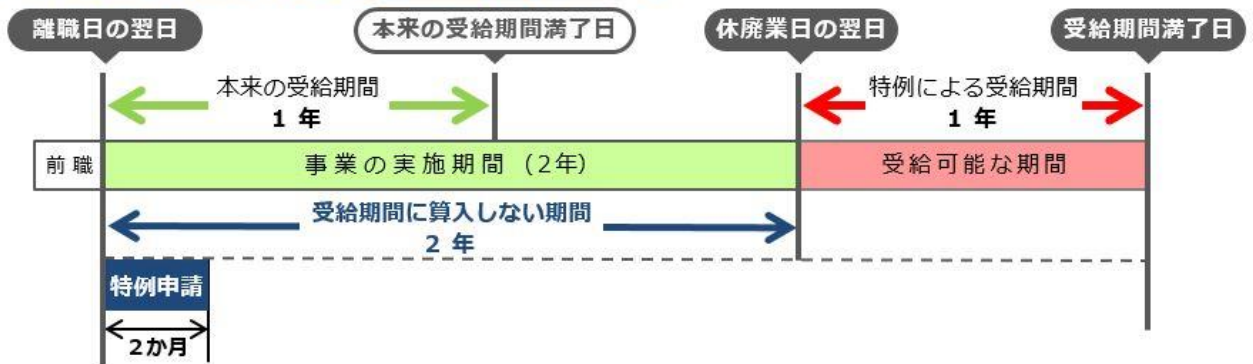 離職日の翌日
本来の受給期間満了日
休廃業日の翌日
受給期間満了日
本来の受給期間
1 年
特例による受給期間
1 年
前職
事業の実施期間（2年）
受給可能な期間
受給期間に算入しない期間
2 年
特例申請
2か月